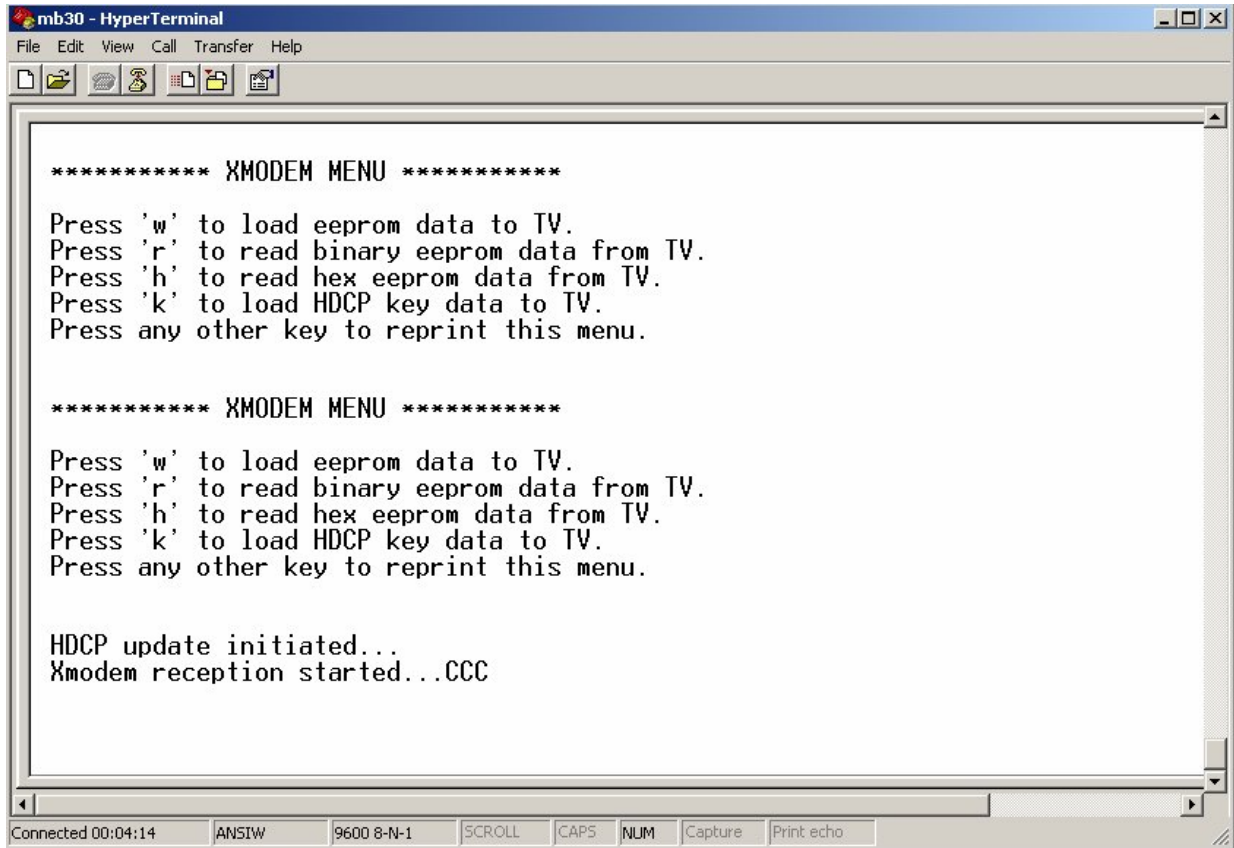 mb30 - HyperTerminal
File Edit View Call Transfer Help
*********** XMODEM MENU ***********
Press 'w' to load eeprom data to TV.
Press 'r' to read binary eeprom data from TV.
Press 'h' to read hex eeprom data from TV.
Press 'k' to load HDCP key data to TV.
Press any other key to reprint this menu.
*********** XMODEM MENU ***********
Press 'w' to load eeprom data to TV.
Press 'r' to read binary eeprom data from TV.
Press 'h' to read hex eeprom data from TV.
Press 'k' to load HDCP key data to TV.
Press any other key to reprint this menu.
HDCP update initiated...
Xmodem reception started...CCC
Connected 00:04:14 ANSIW 9600 8-N-1 SCROLL CAPS NUM Capture Print echo